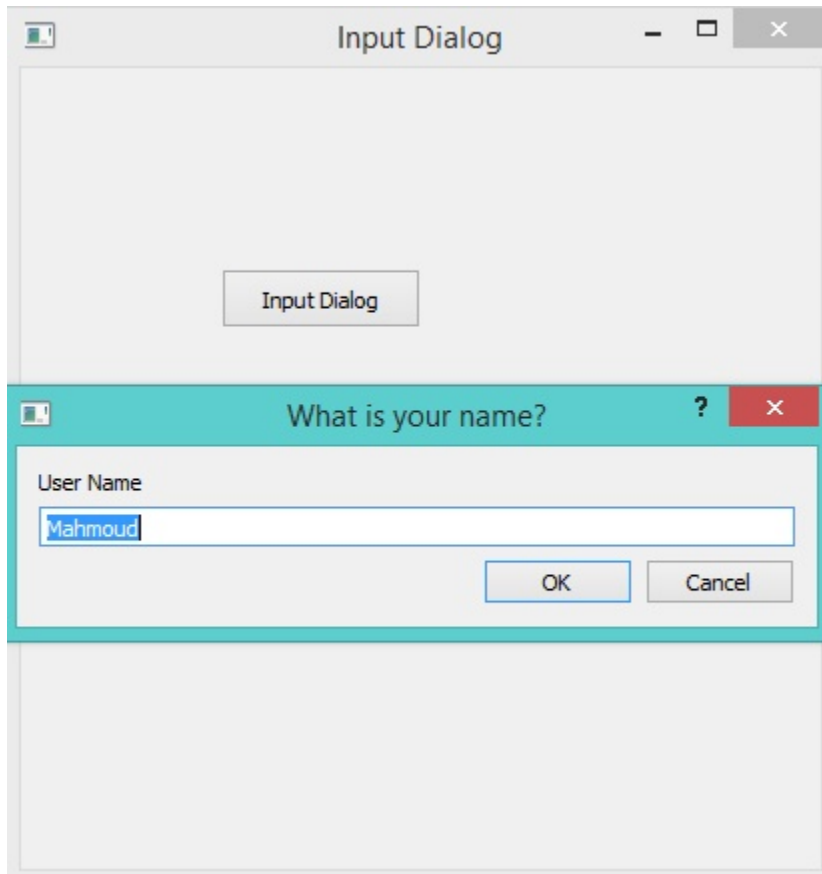 Input Dialog
Input Dialog
What is your name?
User Name
Mahmoud
OK Cancel